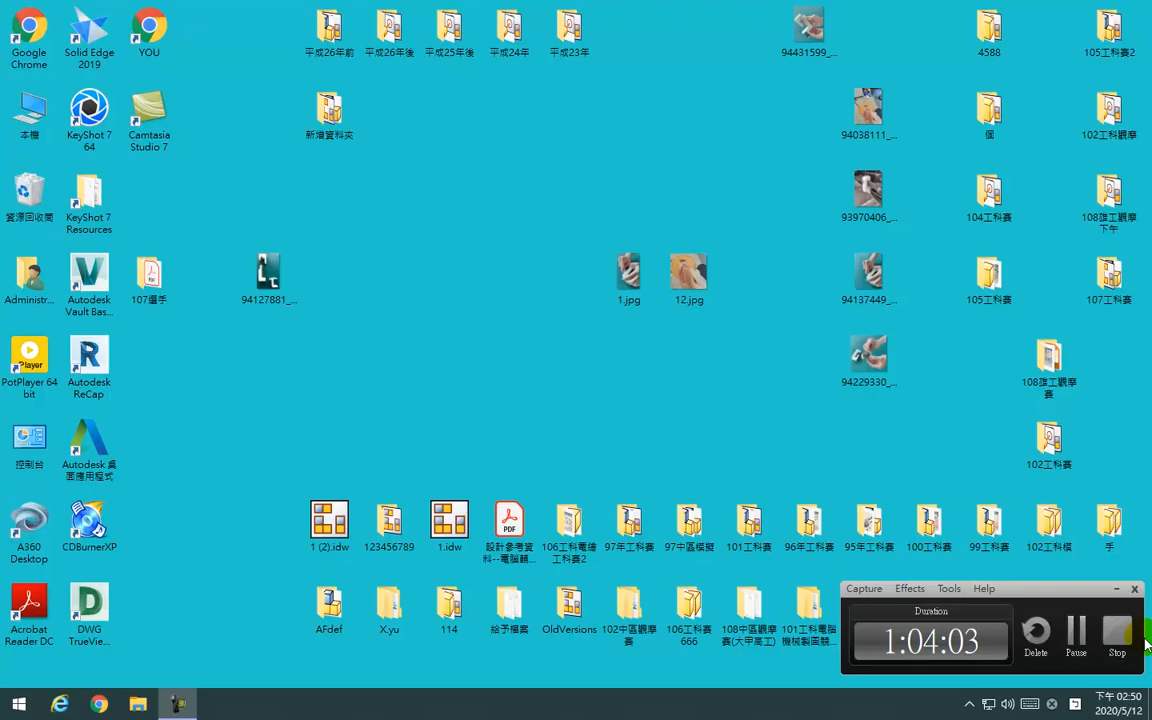 Google
Chrome
Solid Edge
2019
YOU
平成26年前
平成26年後
平成25年後
平成24年
平成23年
94431599_...
4588
105工科賽2
本機
KeyShot 7
64
Camtasia
Studio 7
新增資料夾
94038111_...
個
102工科觀摩
資源回收筒
KeyShot 7
Resources
93970406_...
104工科賽
108雄工觀摩
下午
Administr...
Autodesk
Vault Bas...
107選手
94127881_...
1.jpg
12.jpg
94137449_...
105工科賽
107工科賽
Player
PotPlayer 64
bit
Autodesk
ReCap
94229330_...
108雄工觀摩
賽
控制台
Autodesk 桌
面應用程式
102工科賽
A360
Desktop
CDBurnerXP
1 (2).idw
123456789
1.idw
PDF
設計參考資
料--電腦輔...
106工科電繪
工科賽2
97年工科賽
97中區模擬
101工科賽
96年工科賽
95年工科賽
100工科賽
99工科賽
102工科模
手
Acrobat
Reader DC
DWG
TrueVie...
AFdef
X.yu
114
給予檔案
OldVersions
102中區觀摩
賽
106工科賽
666
108中區觀摩
賽(大甲高工)
101工科電腦
機械製圖競...
Capture
Effects
Tools
Help
Duration
1:04:03
Delete
Pause
Stop
下午 02:50
2020/5/12